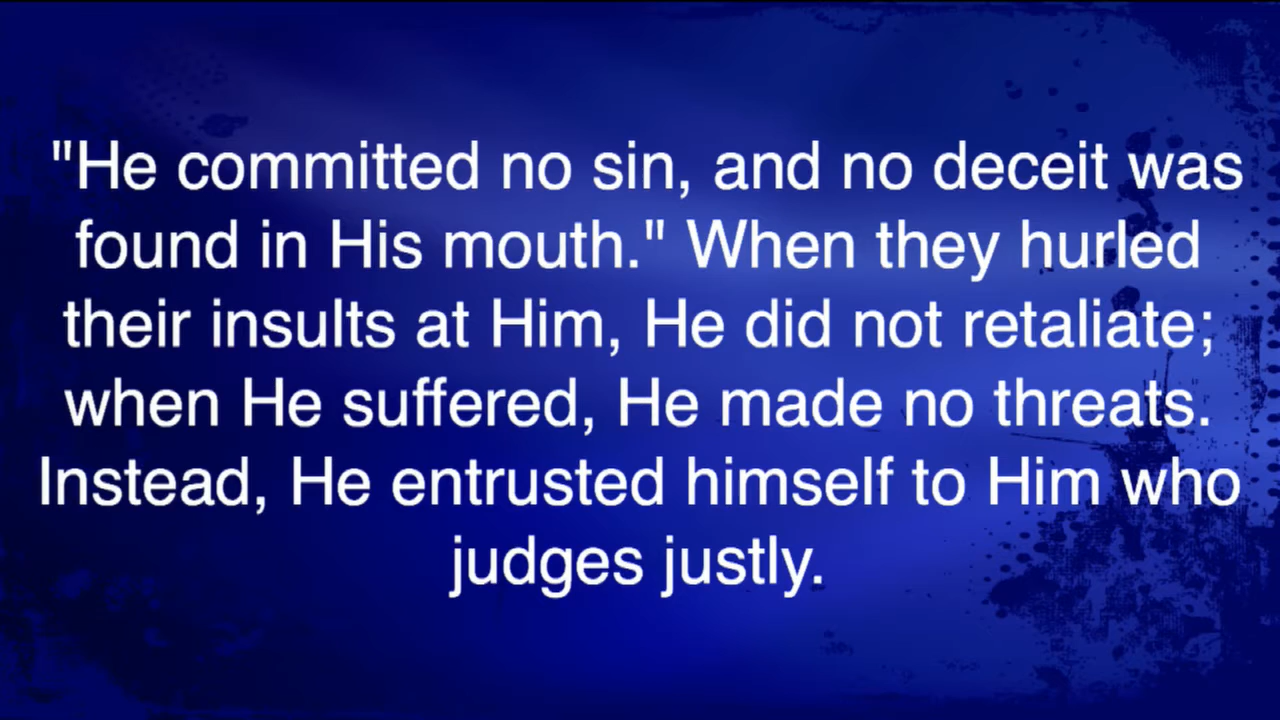 "He committed no sin, and no deceit was
found in His mouth." When they hurled
their insults at Him, He did not retaliate;
when He suffered, He made no threats.
Instead, He entrusted himself to Him who
judges justly.